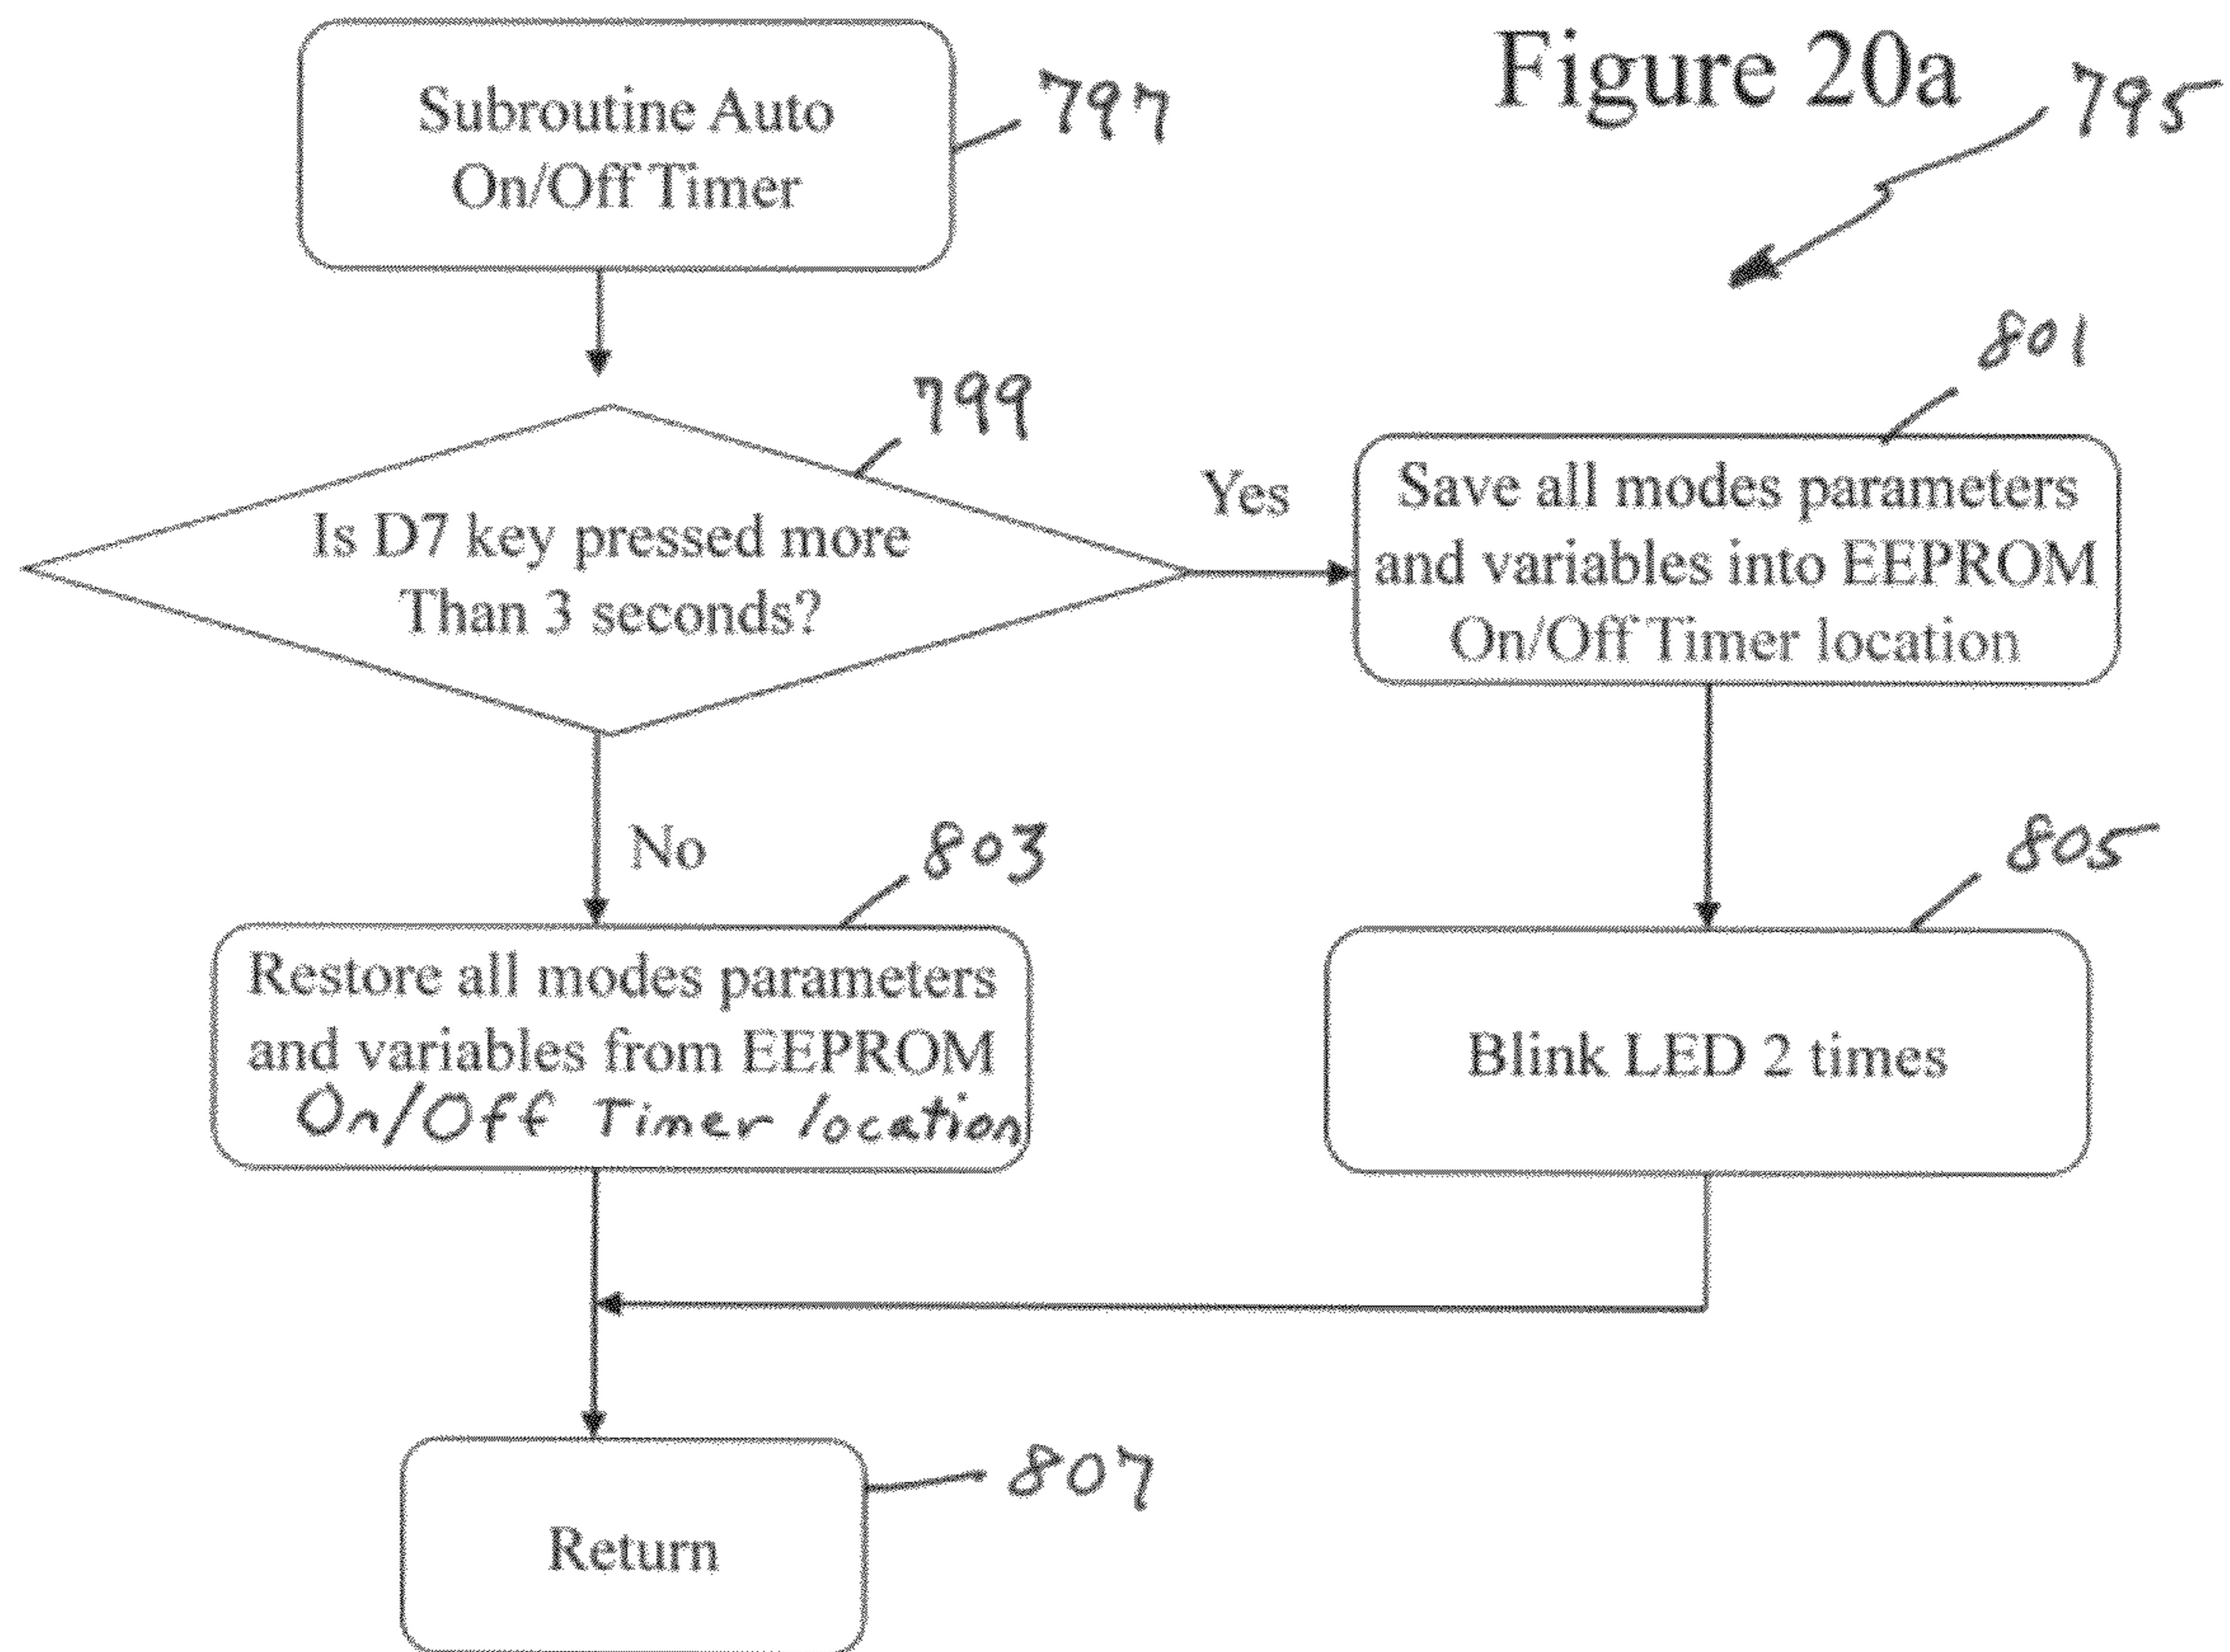 Figure 20a
795
Subroutine Auto
On/Off Timer
797
799
Is D7 key pressed more
Than 3 seconds?
Yes
801
Save all modes parameters
and variables into EEPROM
On/Off Timer location
No
803
Restore all modes parameters
and variables from EEPROM
On/Off Timer location
805
Blink LED 2 times
Return
807